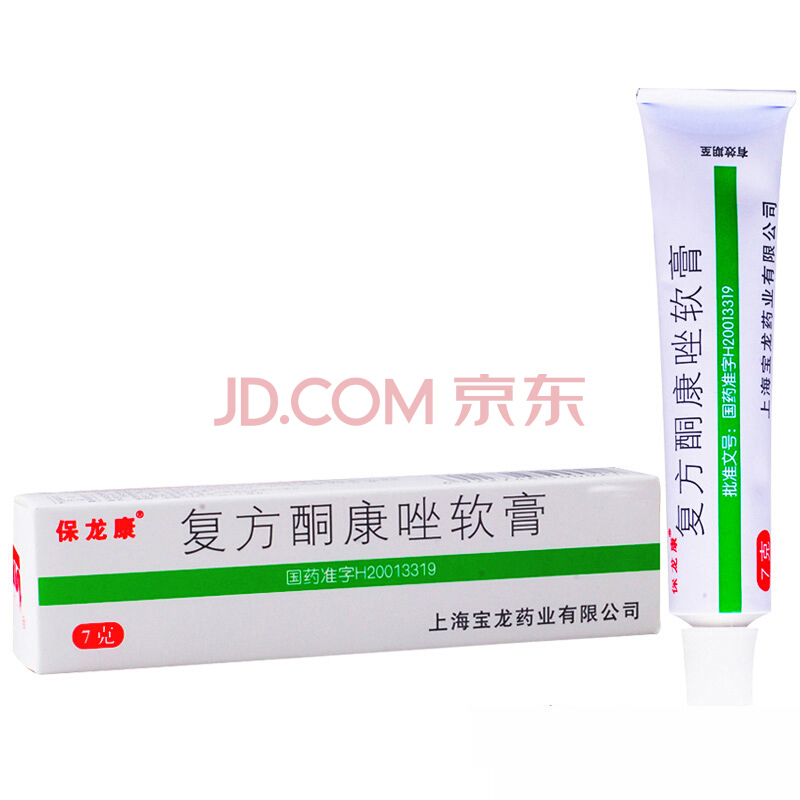 JD.COM 京东
保龙康®
复方酮康唑软膏
国药准字H20013319
7克
上海宝龙药业有限公司
有效期至
保龙康®
复方酮康唑软膏
批准文号：国药准字H20013319
上海宝龙药业有限公司
7克